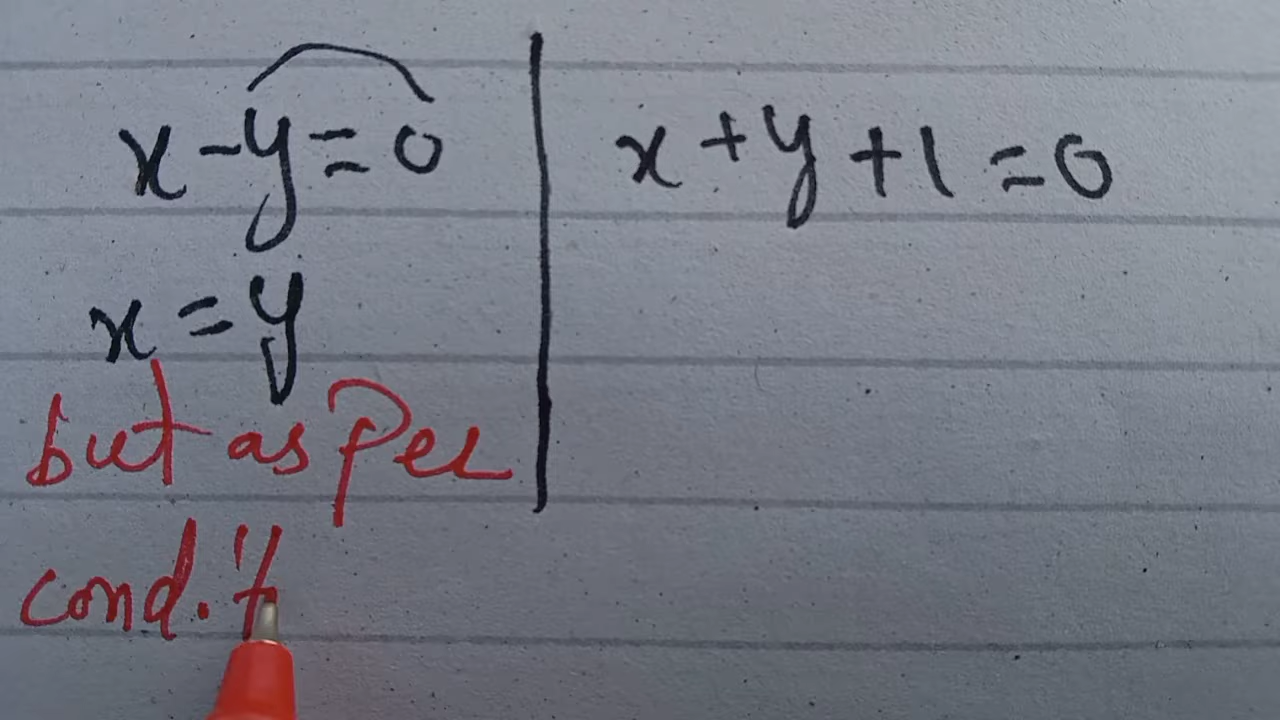 x - y = 0
x = y
but as per
cond.
x + y + 1 = 0